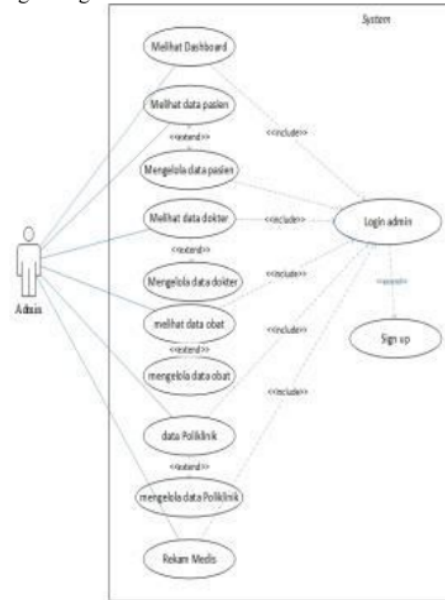 System
Melihat Dashboard
Melihat data pasien
<<include>>
<<extend>>
Mengelola data pasien
Melihat data dokter
<<include>>
Login admin
<<extend>>
Admin
Mengelola data dokter
<<include>>
melihat data obat
<<extend>>
<<extend>>
<<include>>
Sign up
mengelola data obat
<<include>>
data Poliklinik
<<extend>>
mengelola data Poliklinik
Rekam Medis